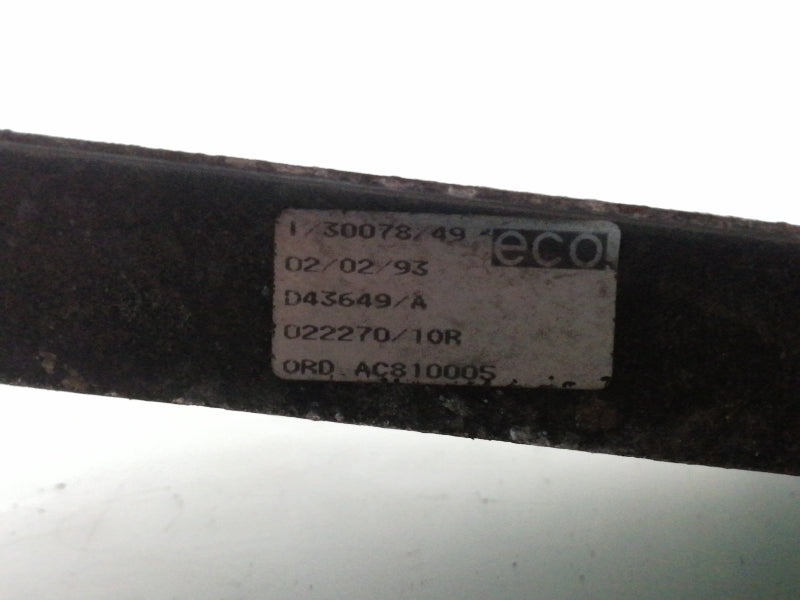 1/30078/49 eco
02/02/93
D43649/A
022270/10R
ORD AC810005